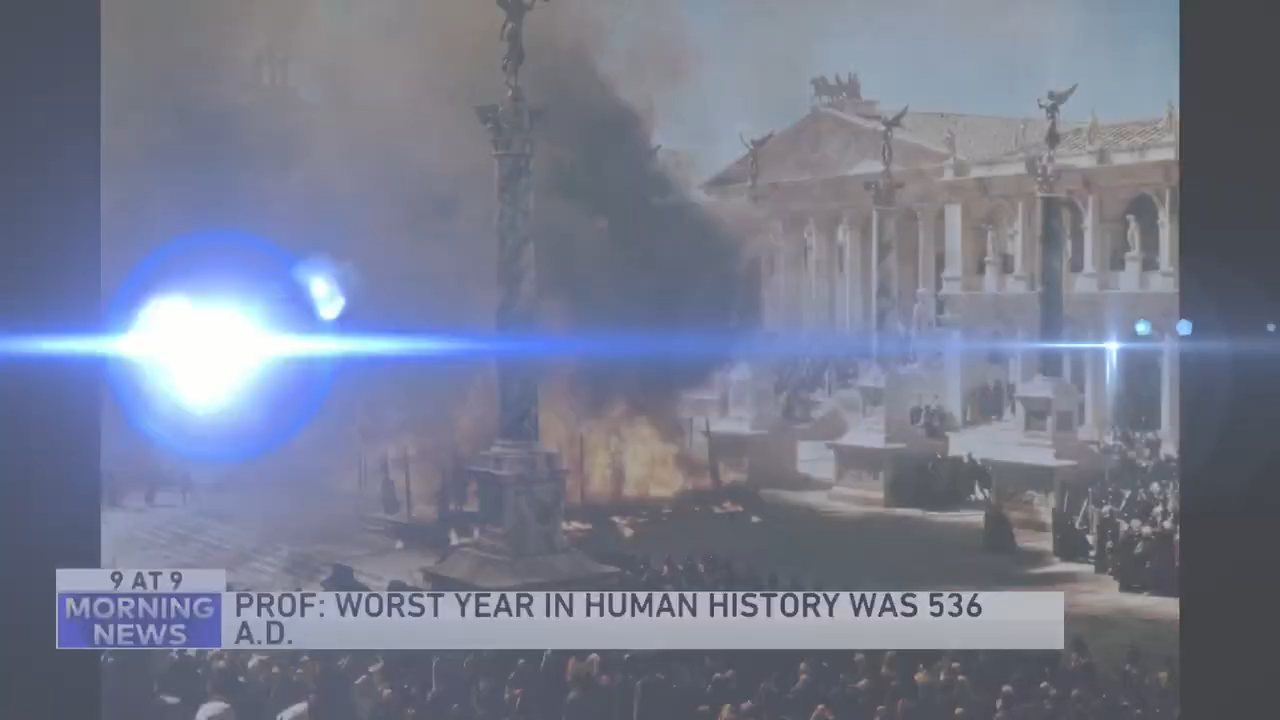 9 AT 9
MORNING
NEWS
PROF: WORST YEAR IN HUMAN HISTORY WAS 536
A.D.